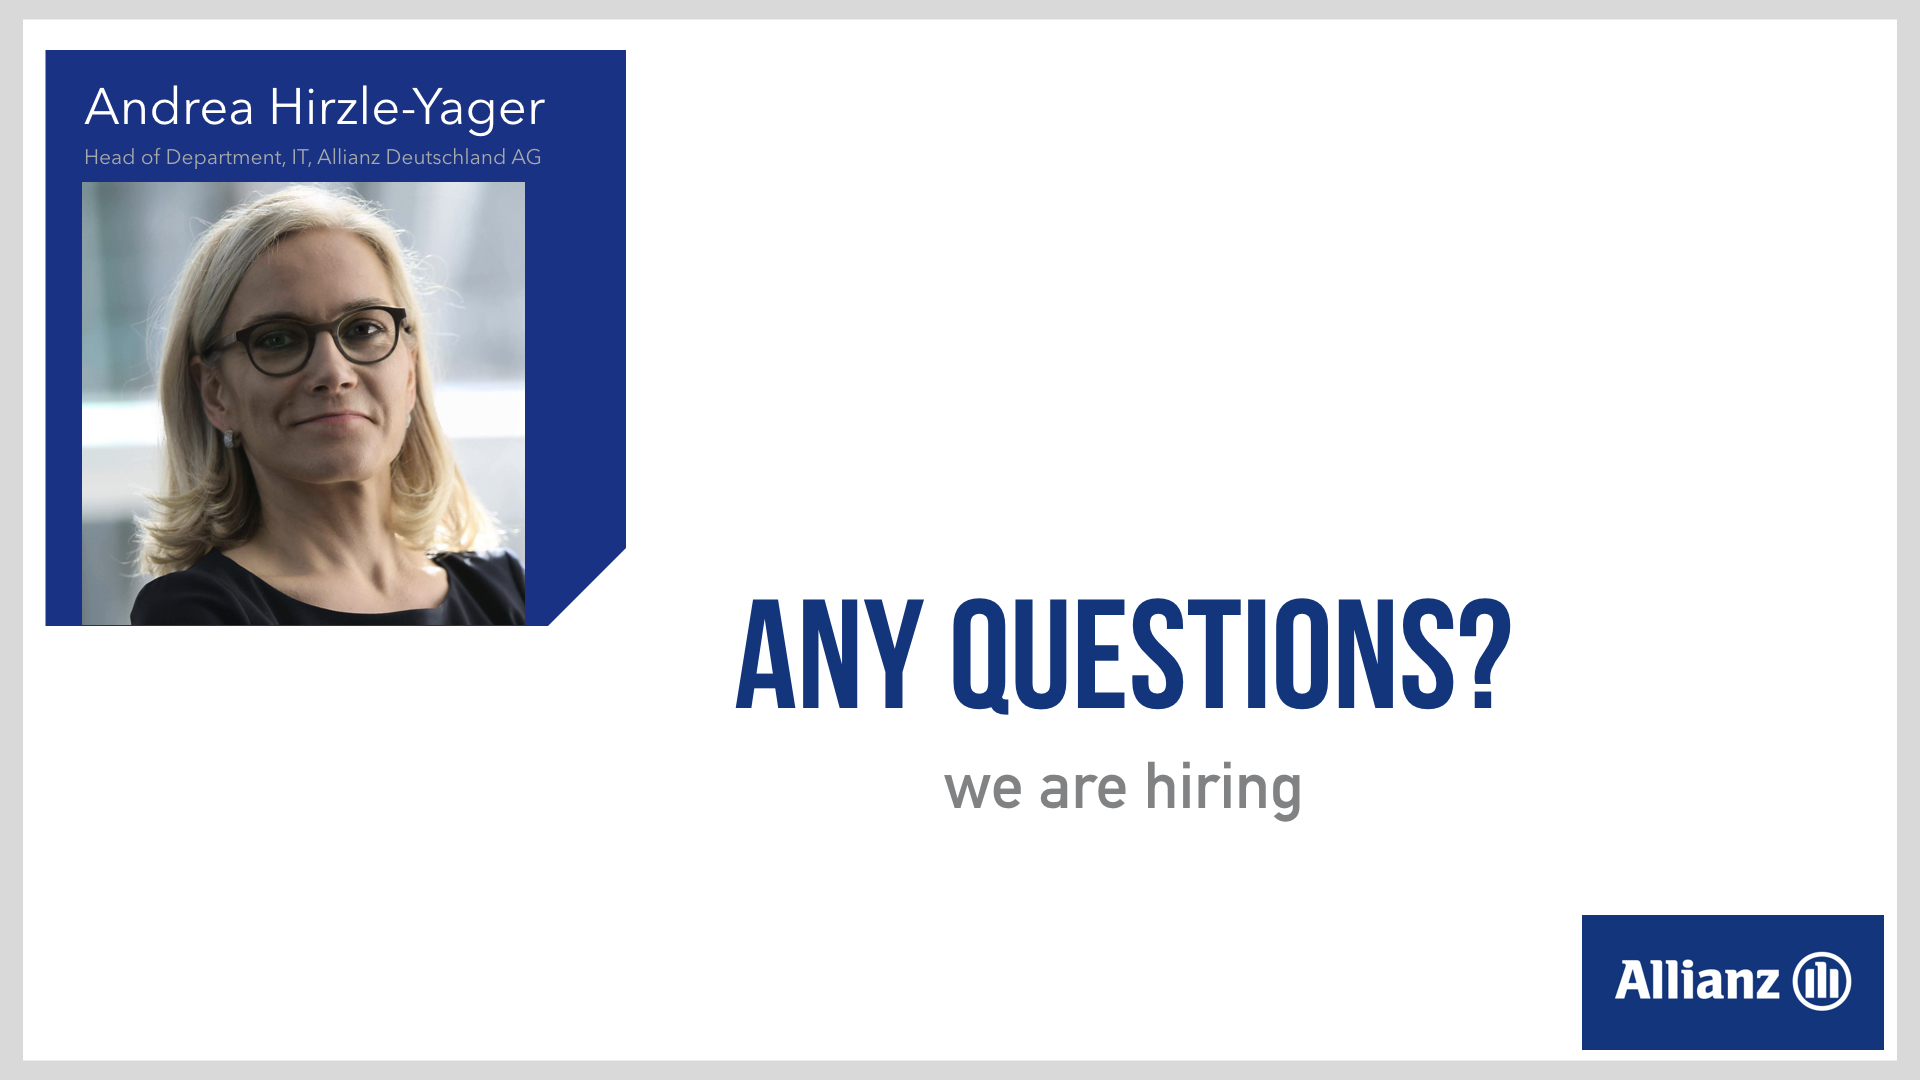 Andrea Hirzle-Yager
Head of Department, IT, Allianz Deutschland AG
ANY QUESTIONS?
we are hiring
Allianz